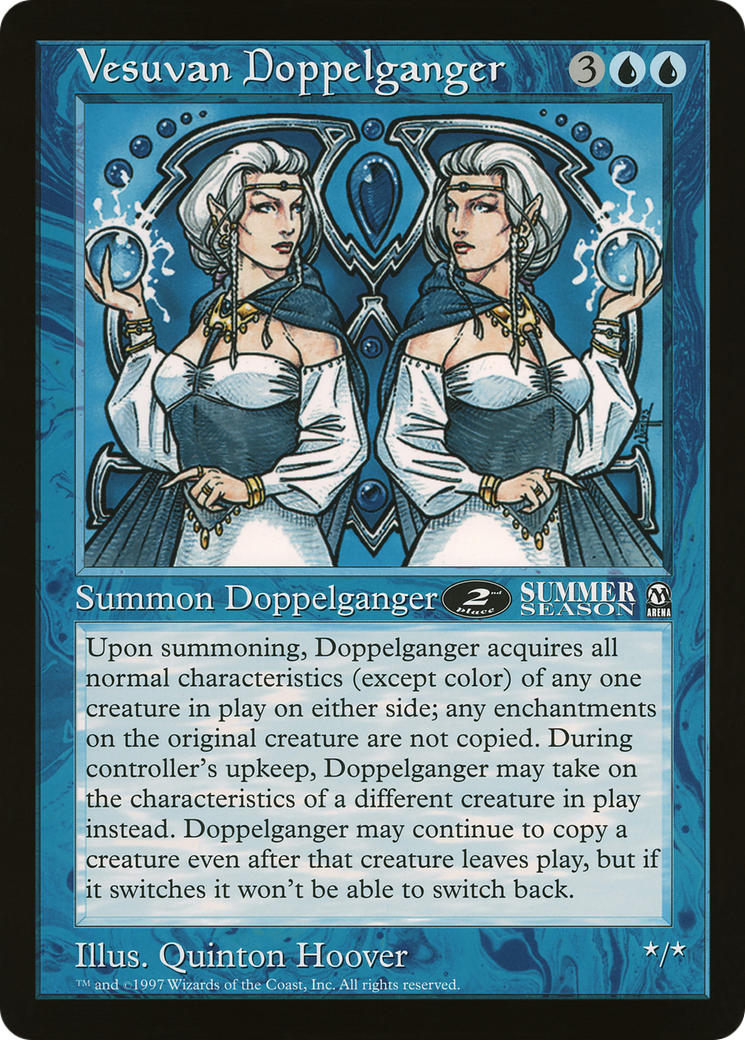 Vesuvan Doppelganger 3
Summon Doppelganger 2nd place SUMMER SEASON ARENA
Upon summoning, Doppelganger acquires all
normal characteristics (except color) of any one
creature in play on either side; any enchantments
on the original creature are not copied. During
controller's upkeep, Doppelganger may take on
the characteristics of a different creature in play
instead. Doppelganger may continue to copy a
creature even after that creature leaves play, but if
it switches it won't be able to switch back.
Illus. Quinton Hoover
★/★
™ and ©1997 Wizards of the Coast, Inc. All rights reserved.